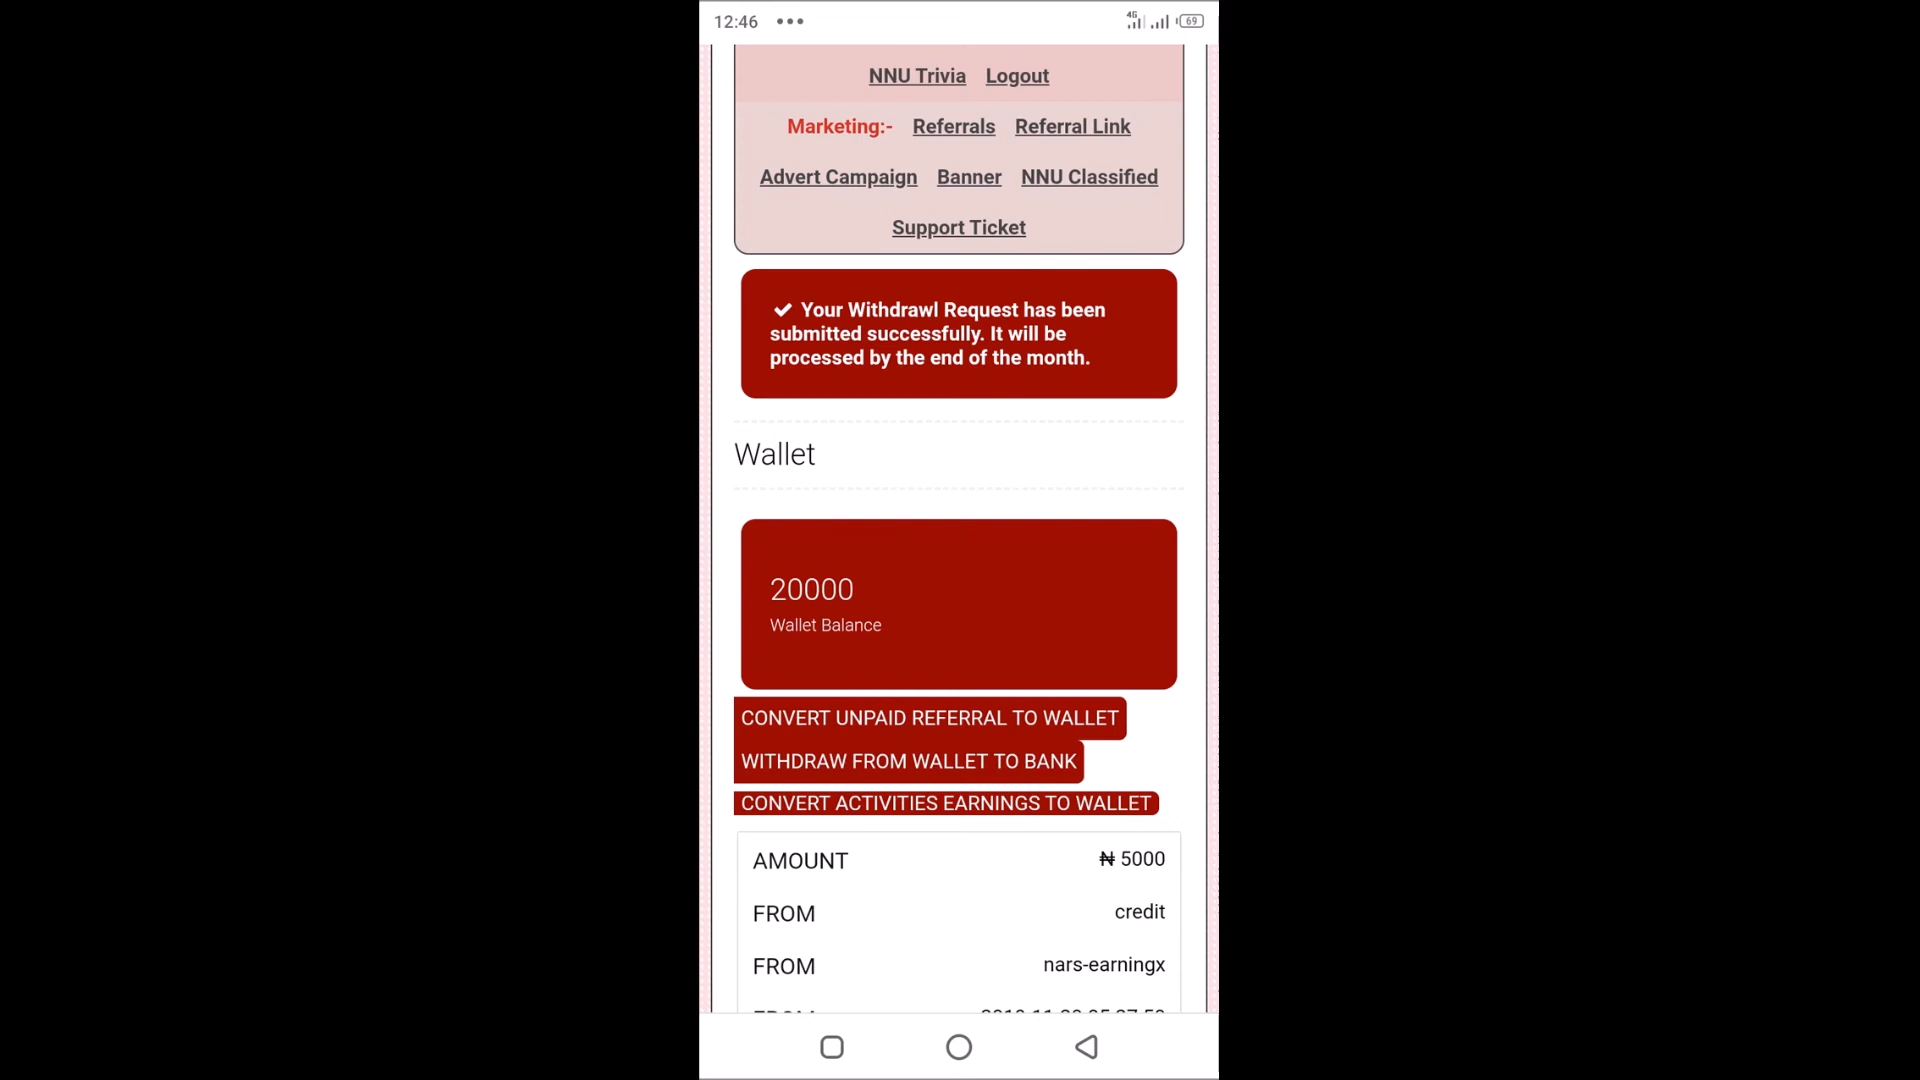 12:46
4G
69
NNU Trivia Logout
Marketing:- Referrals Referral Link
Advert Campaign Banner NNU Classified
Support Ticket
Your Withdrawl Request has been
submitted successfully. It will be
processed by the end of the month.
Wallet
20000
Wallet Balance
CONVERT UNPAID REFERRAL TO WALLET
WITHDRAW FROM WALLET TO BANK
CONVERT ACTIVITIES EARNINGS TO WALLET
AMOUNT ₦ 5000
FROM credit
FROM nars-earningx